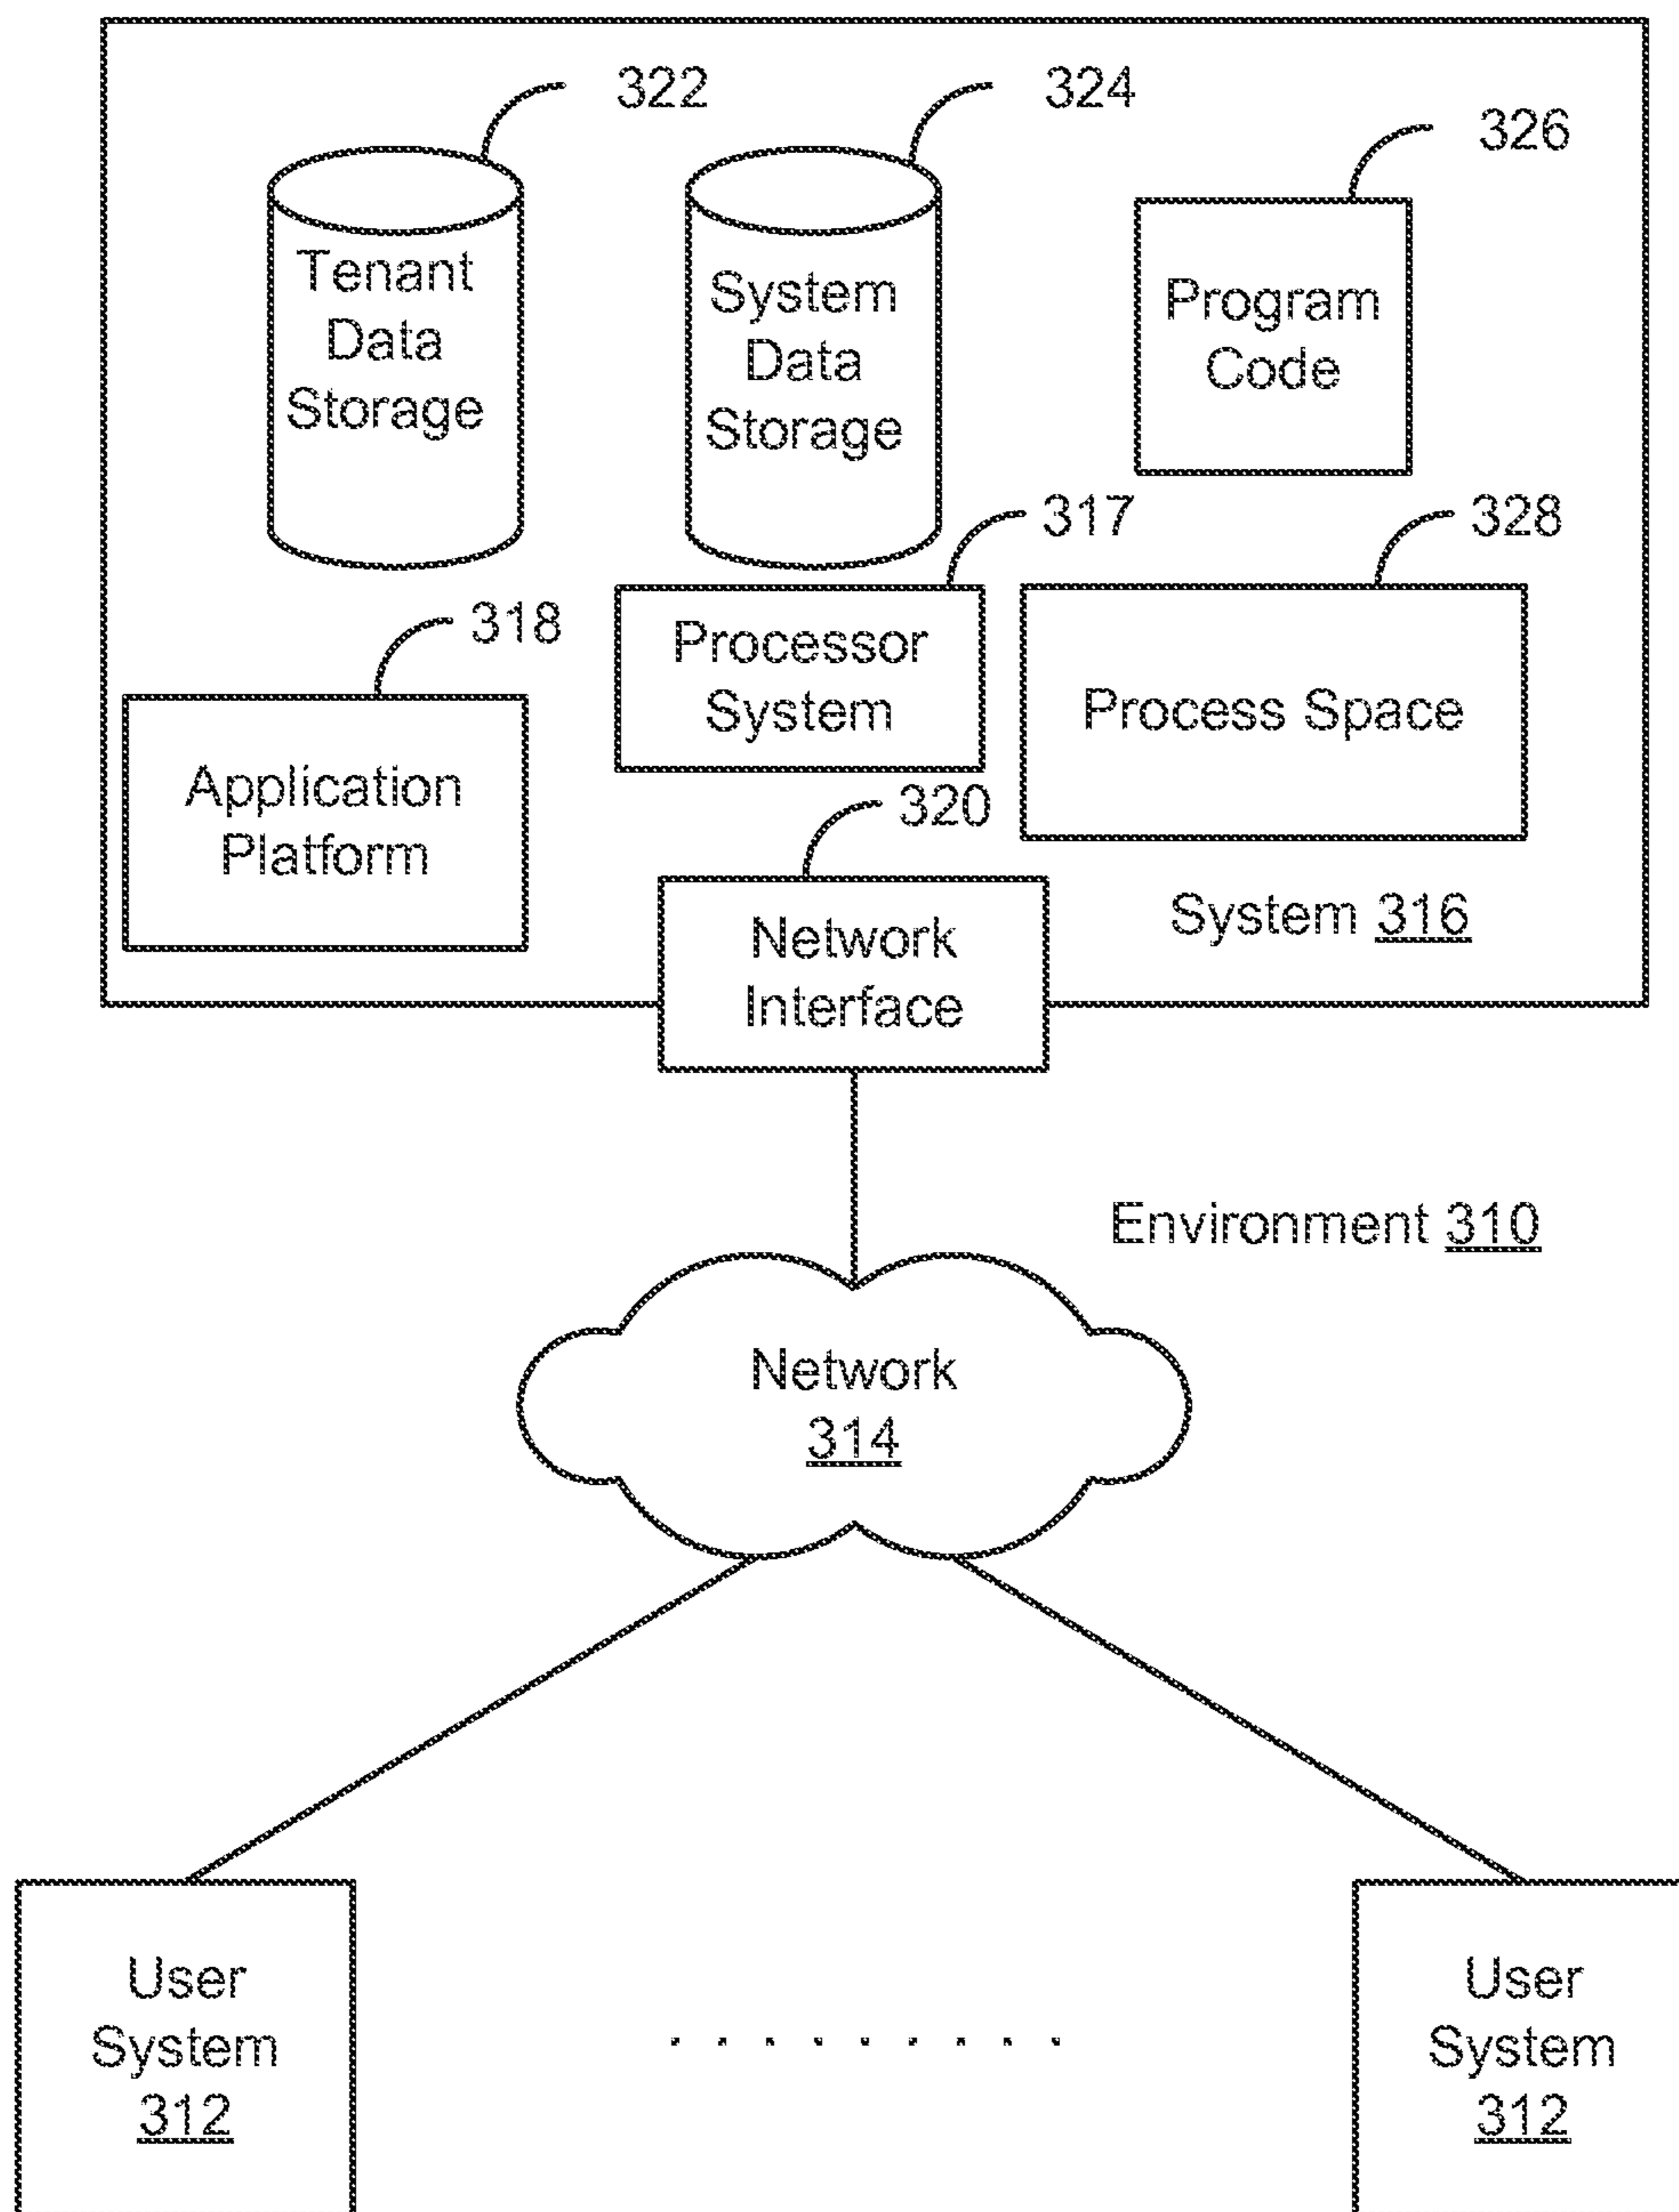 322
324
326
Tenant
Data
Storage
System
Data
Storage
Program
Code
317
328
318
Processor
System
Process Space
Application
Platform
320
Network
Interface
System 316
Environment 310
Network
314
User
System
312
. . . . . . . . .
User
System
312